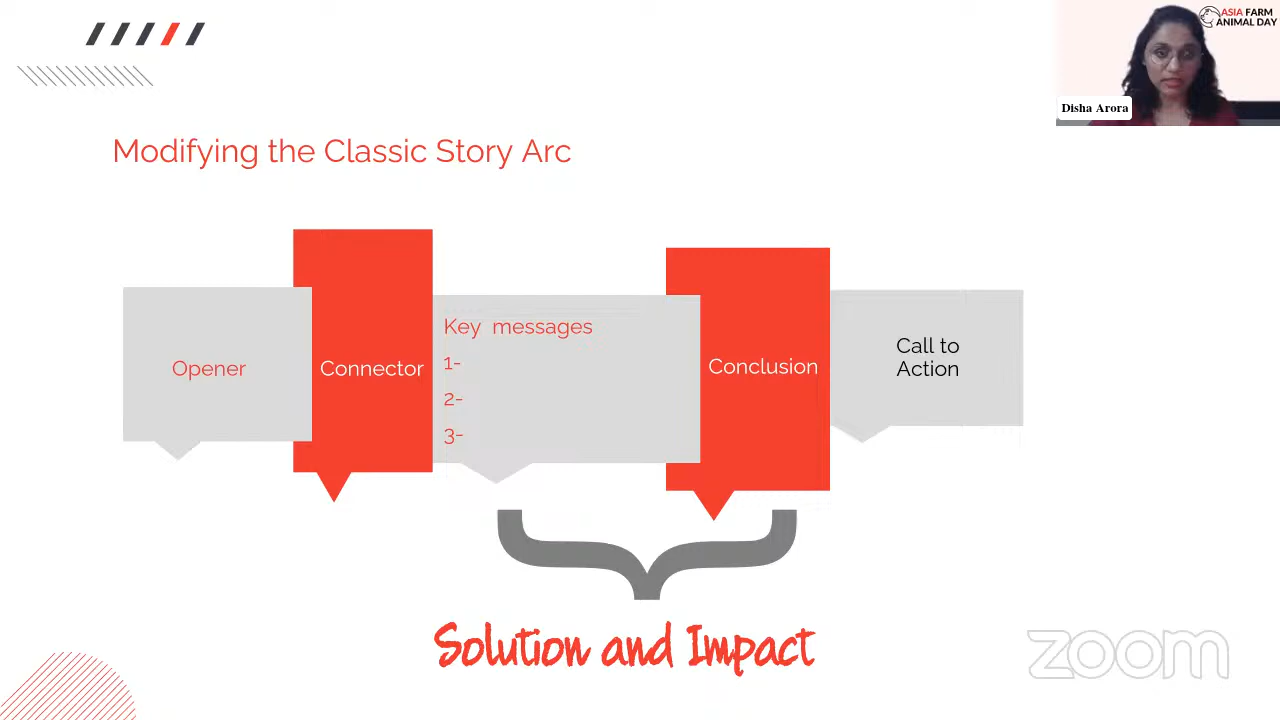 ASIA FARM
ANIMAL DAY
Disha Arora
Modifying the Classic Story Arc
Opener
Connector
Key messages
1-
2-
3-
Conclusion
Call to
Action
Solution and Impact
zoom